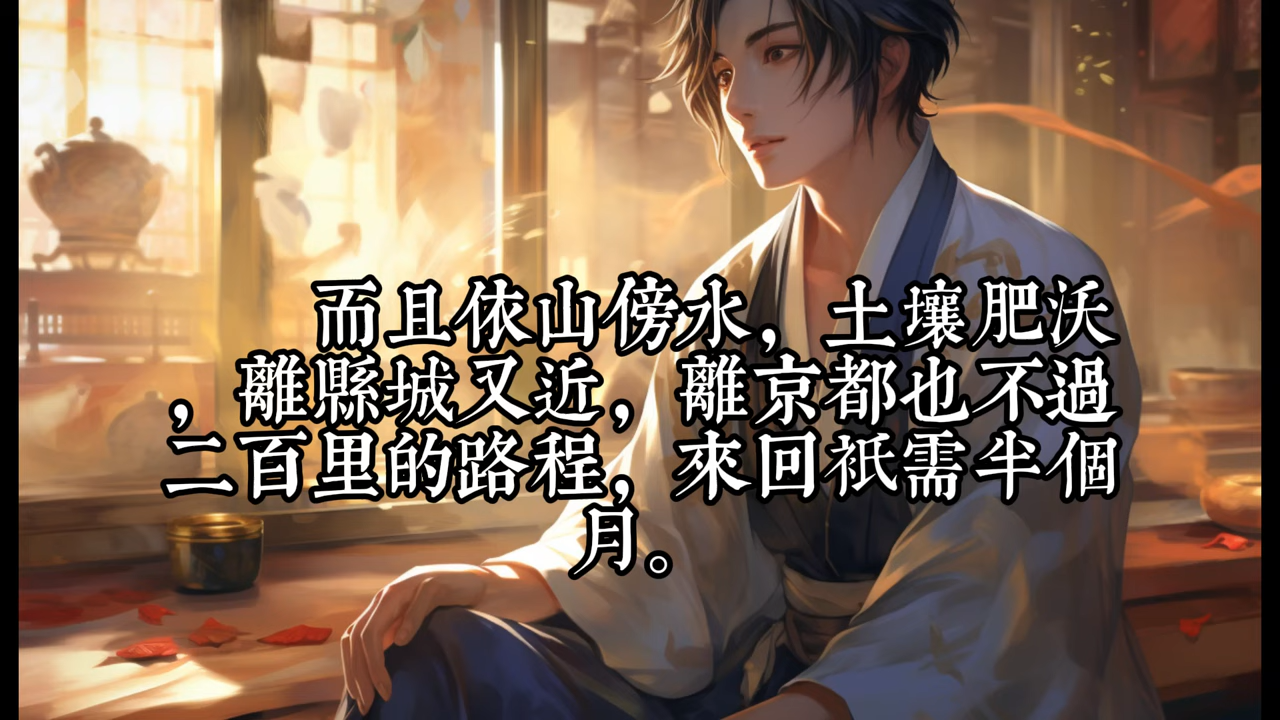 而且依山傍水，土壤肥沃
，離縣城又近，離京都也不過
二百里的路程，來回祇需半個
月。